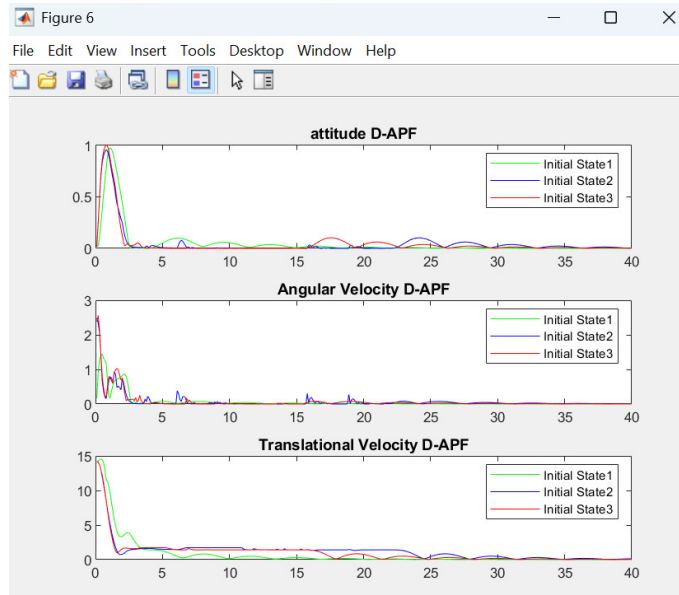 Figure 6
File Edit View Insert Tools Desktop Window Help
attitude D-APF
1
0.5
0
0 5 10 15 20 25 30 35 40
Initial State1
Initial State2
Initial State3
Angular Velocity D-APF
3
2
1
0
0 5 10 15 20 25 30 35 40
Initial State1
Initial State2
Initial State3
Translational Velocity D-APF
15
10
5
0
0 5 10 15 20 25 30 35 40
Initial State1
Initial State2
Initial State3